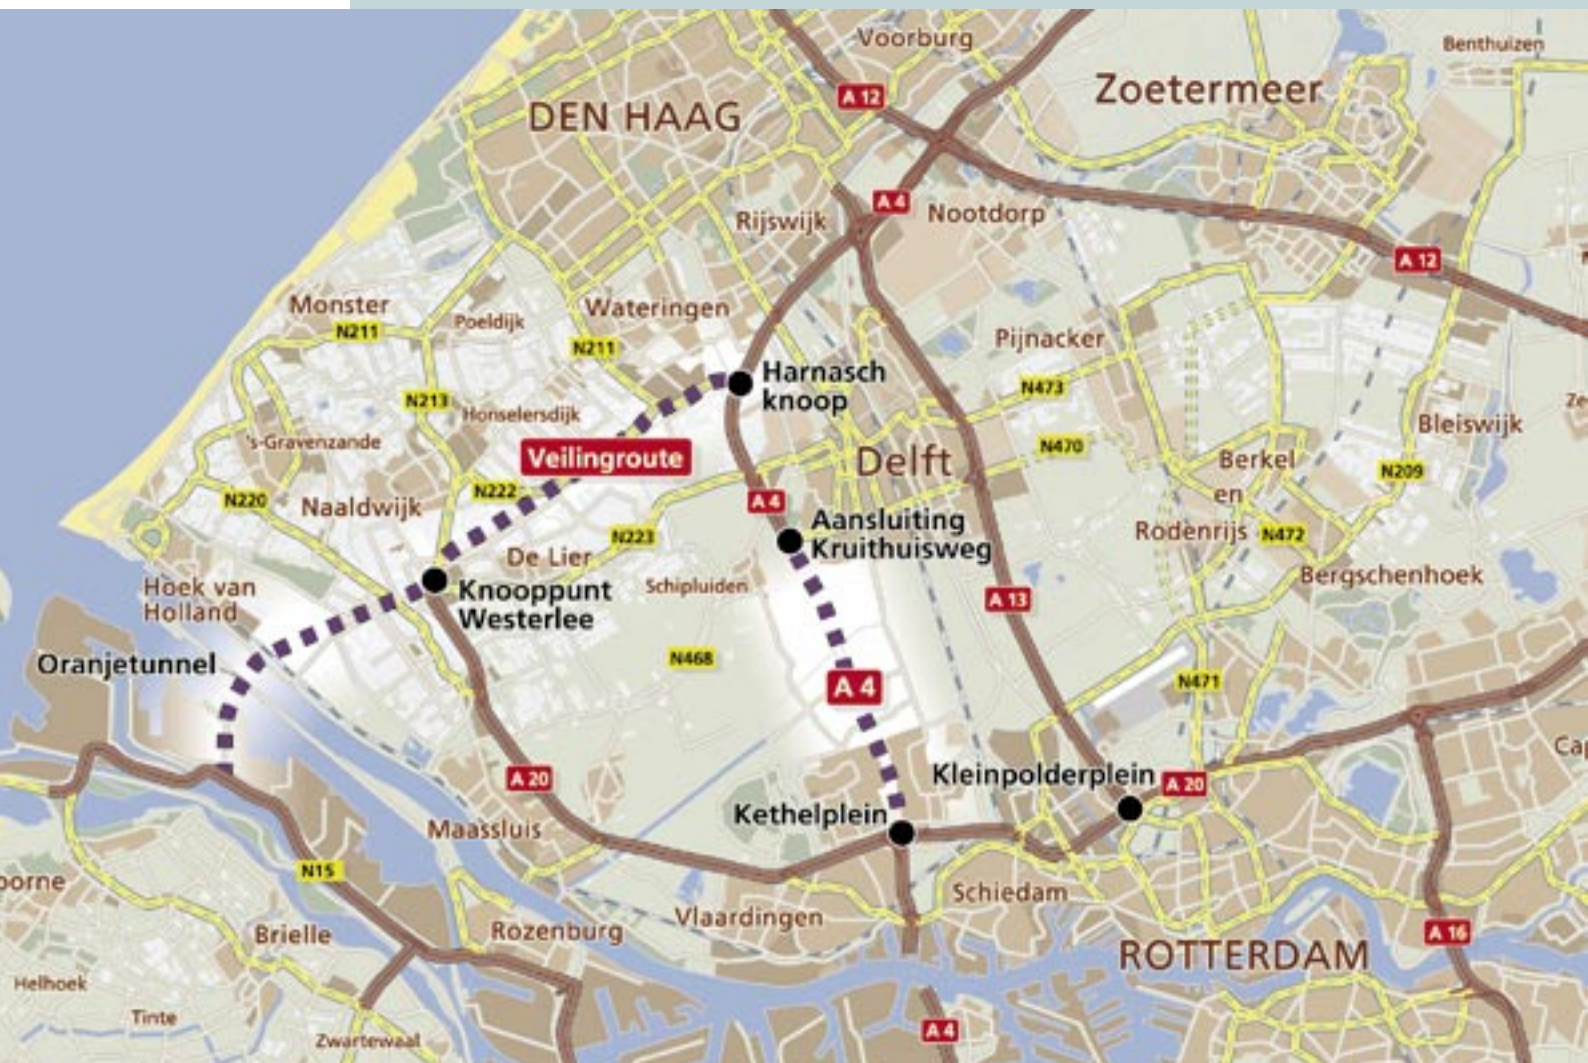 Voorburg
Benthuizen
A 12
Zoetermeer
DEN HAAG
A 4
Nootdorp
Rijswijk
A 12
Monster
N211
Poeldijk
Wateringen
N211
Pijnacker
Harnasch
knoop
N473
N213
Honselersdijk
's-Gravenzande
Bleiswijk
Veilingroute
Delft
N470
Berkel
en
Rodenrijs
N209
N220
Naaldwijk
N222
A 4
Aansluiting
Kruithuisweg
N223
N472
De Lier
Schipluiden
Bergschenhoek
Hoek van
Holland
Knooppunt
Westerlee
A 13
Oranjetunnel
N468
A 4
N471
A 20
Kleinpolderplein
A 20
Kethelplein
Maassluis
N15
oorne
Schiedam
Vlaardingen
Brielle
Rozenburg
A 16
ROTTERDAM
Helhoek
Tinte
Zwartewaal
A 4